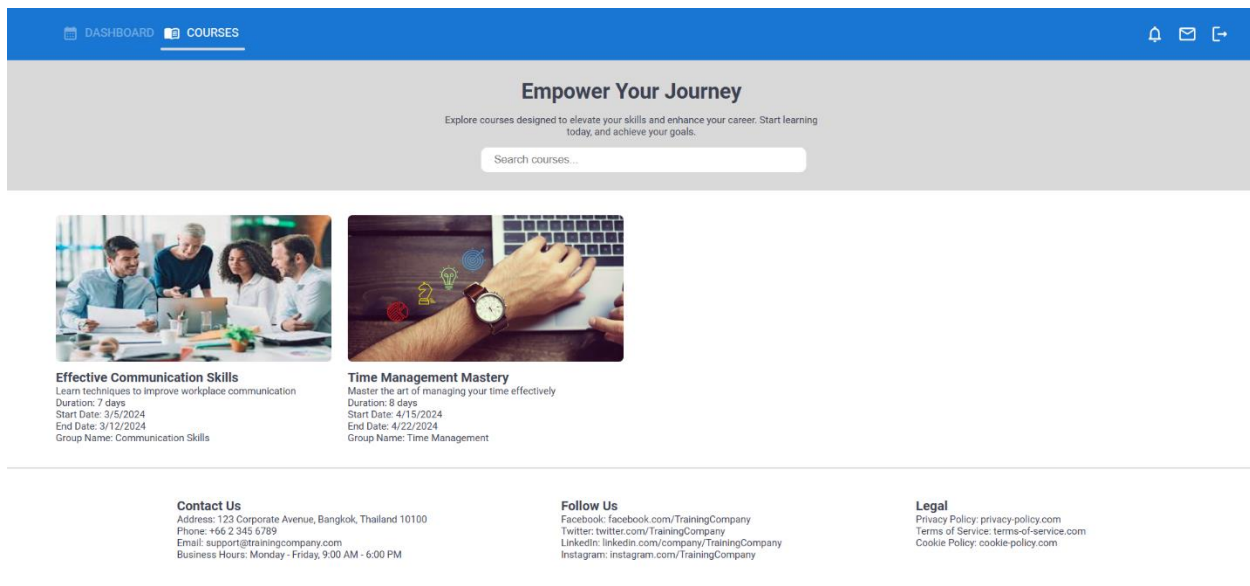 DASHBOARD
COURSES
Empower Your Journey
Explore courses designed to elevate your skills and enhance your career. Start learning
today, and achieve your goals.
Search courses...
Effective Communication Skills
Learn techniques to improve workplace communication
Duration: 7 days
Start Date: 3/5/2024
End Date: 3/12/2024
Group Name: Communication Skills
Time Management Mastery
Master the art of managing your time effectively
Duration: 8 days
Start Date: 4/15/2024
End Date: 4/22/2024
Group Name: Time Management
Contact Us
Address: 123 Corporate Avenue, Bangkok, Thailand 10100
Phone: +66 2 345 6789
Email: support@trainingcompany.com
Business Hours: Monday - Friday, 9:00 AM - 6:00 PM
Follow Us
Facebook: facebook.com/TrainingCompany
Twitter: twitter.com/TrainingCompany
LinkedIn: linkedin.com/company/TrainingCompany
Instagram: instagram.com/TrainingCompany
Legal
Privacy Policy: privacy-policy.com
Terms of Service: terms-of-service.com
Cookie Policy: cookie-policy.com